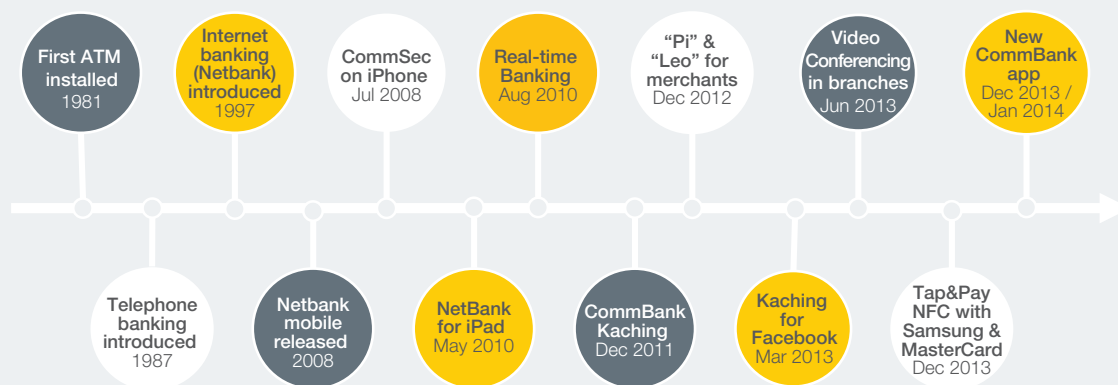 First ATM
installed
1981
Internet
banking
(Netbank)
introduced
1997
CommSec
on iPhone
Jul 2008
Real-time
Banking
Aug 2010
“Pi” &
“Leo” for
merchants
Dec 2012
Video
Conferencing
in branches
Jun 2013
New
CommBank
app
Dec 2013 /
Jan 2014
Telephone
banking
introduced
1987
Netbank
mobile
released
2008
NetBank
for iPad
May 2010
CommBank
Kaching
Dec 2011
Kaching
for
Facebook
Mar 2013
Tap&Pay
NFC with
Samsung &
MasterCard
Dec 2013